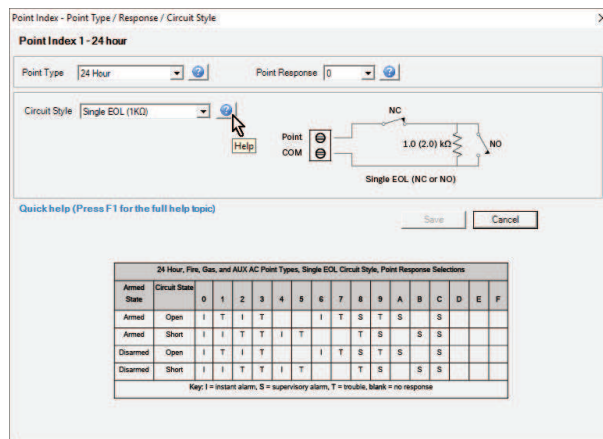 Point Index - Point Type / Response / Circuit Style
Point Index 1 - 24 hour
Point Type 24 Hour Point Response 0
Circuit Style Single EOL (1KΩ)
Help
NC
Point
COM
1.0 (2.0) kΩ
NO
Single EOL (NC or NO)
Quick help (Press F1 for the full help topic)
Save Cancel
24 Hour, Fire, Gas, and AUX AC Point Types, Single EOL Circuit Style, Point Response Selections
Armed State Circuit State 0 1 2 3 4 5 6 7 8 9 A B C D E F
Armed Open I T I T I T S T S S
Armed Short I I T T I T T S S S
Disarmed Open I T I T I T S T S S
Disarmed Short I I T T I T T S S S
Key: I = instant alarm, S = supervisory alarm, T = trouble, blank = no response